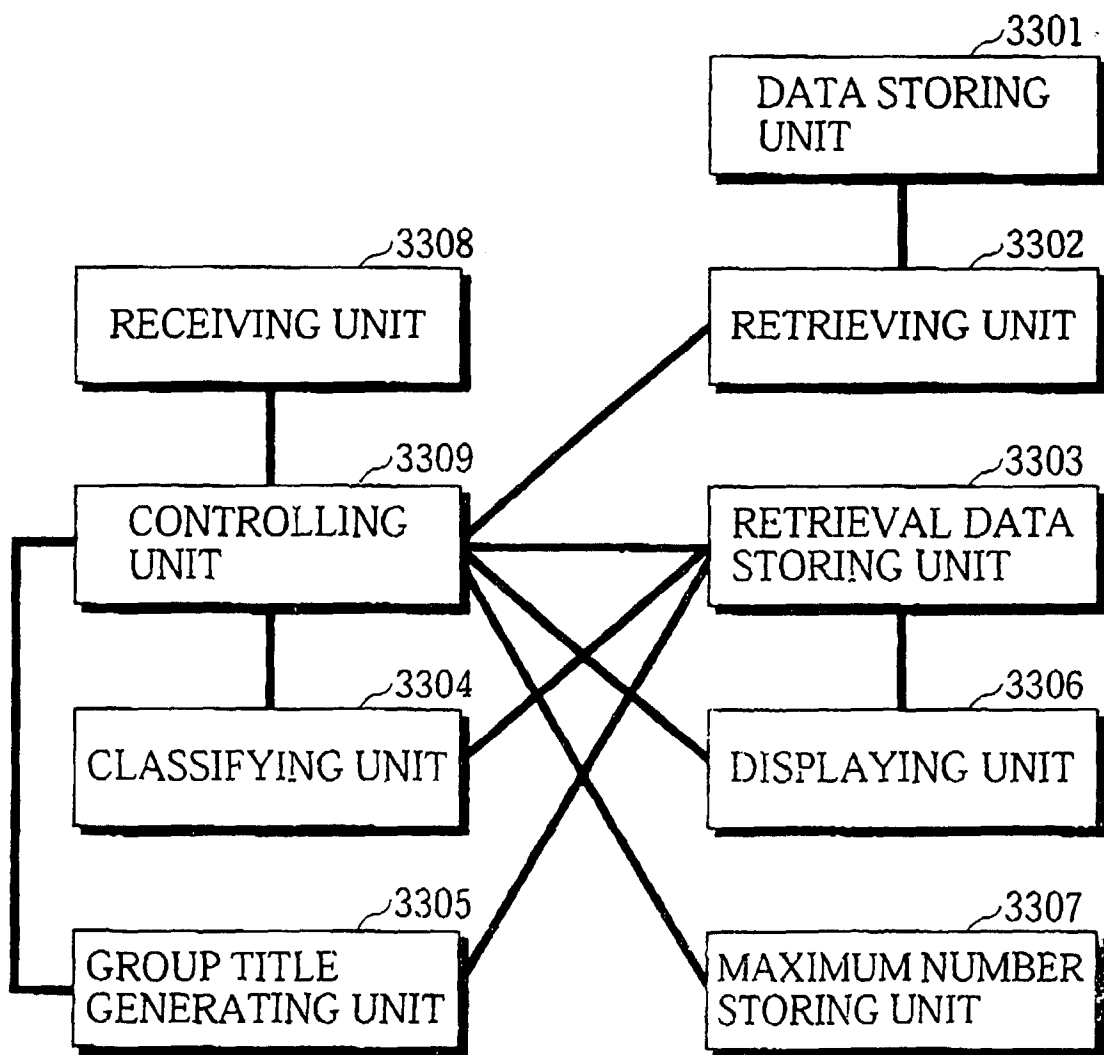 3301
DATA STORING
UNIT
3308
RECEIVING UNIT
3302
RETRIEVING UNIT
3309
CONTROLLING
UNIT
3303
RETRIEVAL DATA
STORING UNIT
3304
CLASSIFYING UNIT
3306
DISPLAYING UNIT
3305
GROUP TITLE
GENERATING UNIT
3307
MAXIMUM NUMBER
STORING UNIT